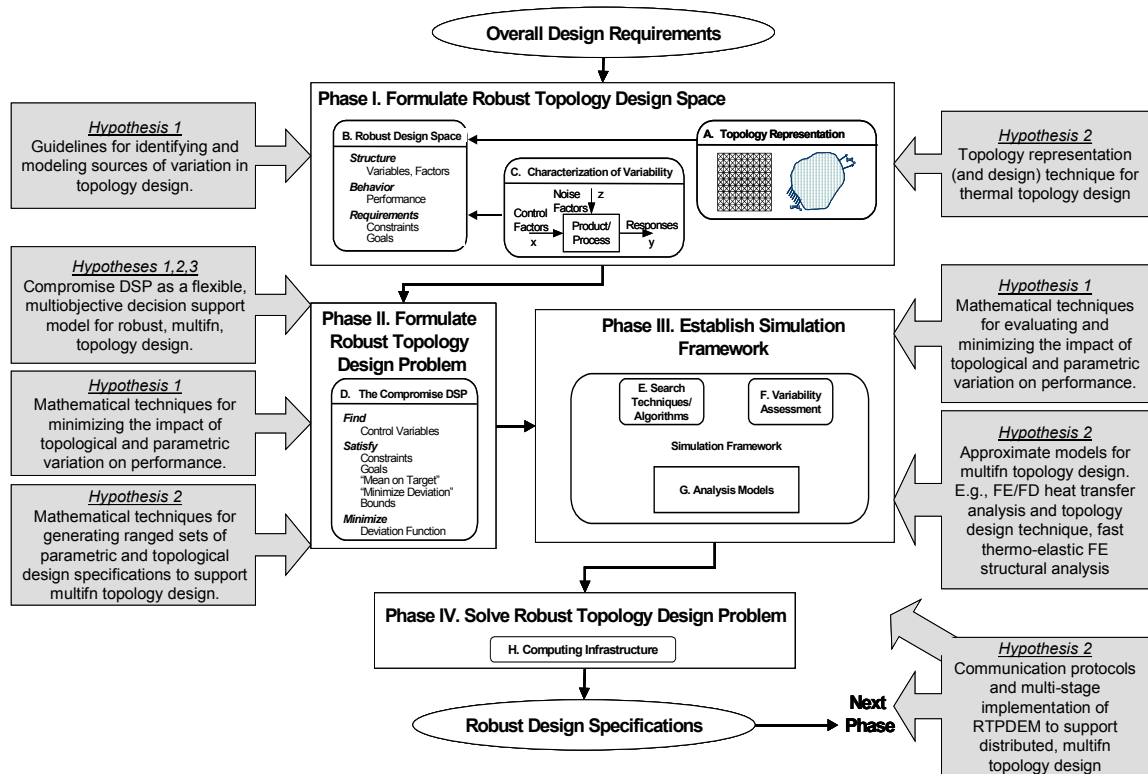 Overall Design Requirements
Phase I. Formulate Robust Topology Design Space
Hypothesis 1
Guidelines for identifying and
modeling sources of variation in
topology design.
B. Robust Design Space
Structure
Variables, Factors
Behavior
Performance
Requirements
Constraints
Goals
C. Characterization of Variability
Noise
Factors
z
Control
Factors
x
Product/
Process
Responses
y
A. Topology Representation
Hypothesis 2
Topology representation
(and design) technique for
thermal topology design
Hypotheses 1,2,3
Compromise DSP as a flexible,
multiobjective decision support
model for robust, multifn,
topology design.
Hypothesis 1
Mathematical techniques for
minimizing the impact of
topological and parametric
variation on performance.
Hypothesis 2
Mathematical techniques for
generating ranged sets of
parametric and topological
design specifications to support
multifn topology design.
Phase II. Formulate
Robust Topology
Design Problem
D. The Compromise DSP
Find
Control Variables
Satisfy
Constraints
Goals
"Mean on Target"
"Minimize Deviation"
Bounds
Minimize
Deviation Function
Phase III. Establish Simulation
Framework
E. Search
Techniques/
Algorithms
F. Variability
Assessment
Simulation Framework
G. Analysis Models
Hypothesis 1
Mathematical techniques
for evaluating and
minimizing the impact of
topological and parametric
variation on performance.
Hypothesis 2
Approximate models for
multifn topology design.
E.g., FE/FD heat transfer
analysis and topology
design technique, fast
thermo-elastic FE
structural analysis
Phase IV. Solve Robust Topology Design Problem
H. Computing Infrastructure
Robust Design Specifications
Next
Phase
Hypothesis 2
Communication protocols
and multi-stage
implementation of
RTPDEM to support
distributed, multifn
topology design